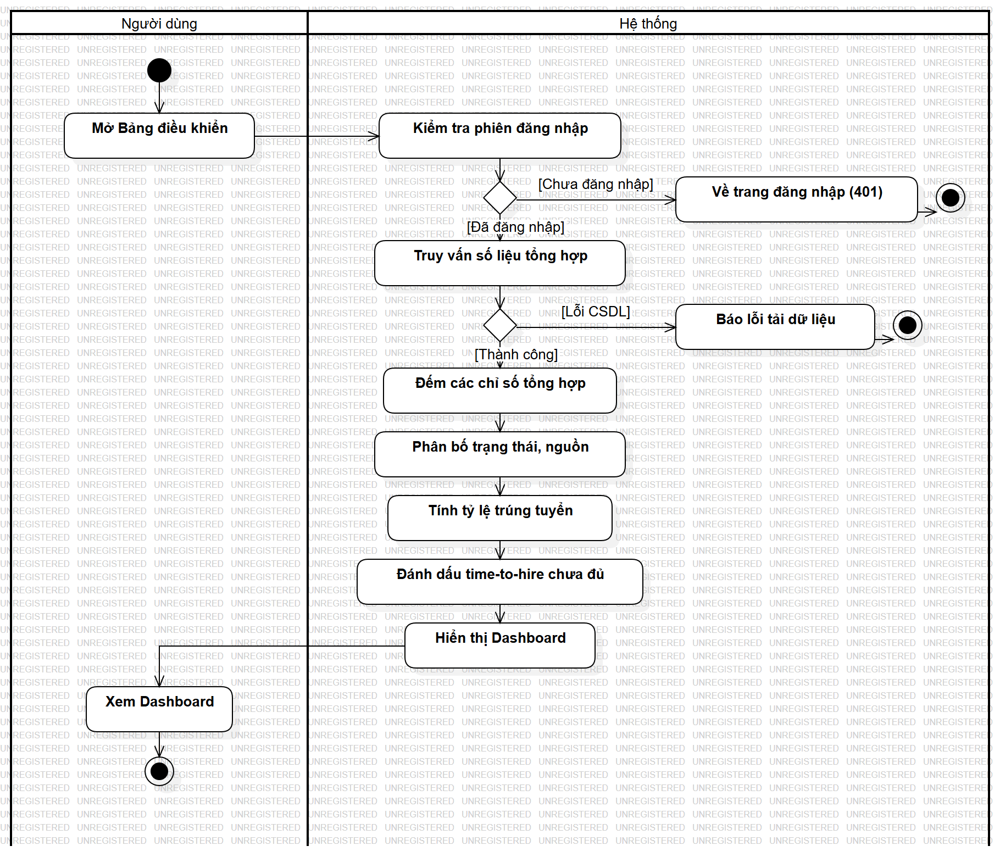 Người dùng
Hệ thống
Mở Bảng điều khiển
Kiểm tra phiên đăng nhập
[Chưa đăng nhập]
Về trang đăng nhập (401)
[Đã đăng nhập]
Truy vấn số liệu tổng hợp
[Lỗi CSDL]
Báo lỗi tải dữ liệu
[Thành công]
Đếm các chỉ số tổng hợp
Phân bố trạng thái, nguồn
Tính tỷ lệ trúng tuyển
Đánh dấu time-to-hire chưa đủ
Hiển thị Dashboard
Xem Dashboard
UNREGISTERED